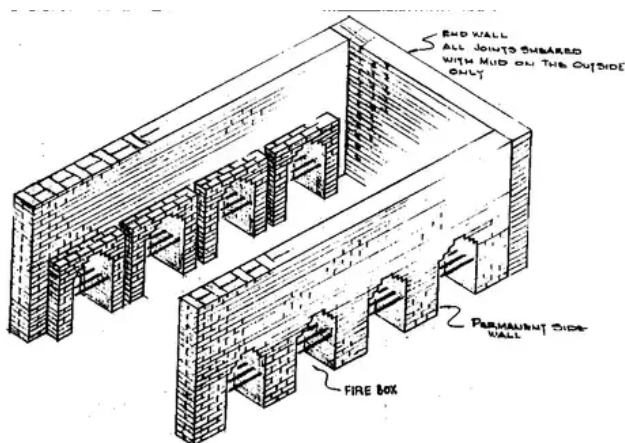 END WALL
ALL JOINTS SMEARED
WITH MUD ON THE OUTSIDE
ONLY
PERMANENT SIDE
WALL
FIRE BOX